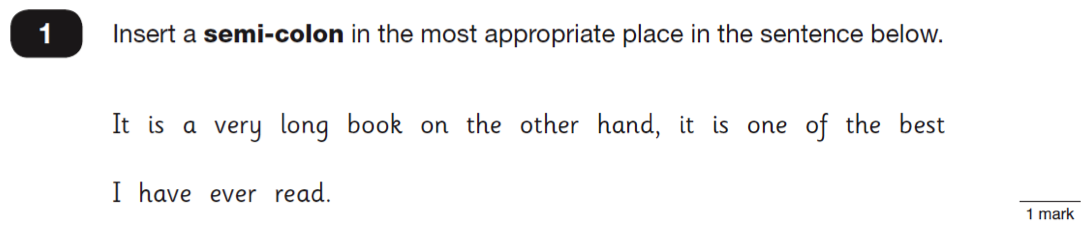 1 Insert a semi-colon in the most appropriate place in the sentence below.
It is a very long book on the other hand, it is one of the best
I have ever read.
1 mark